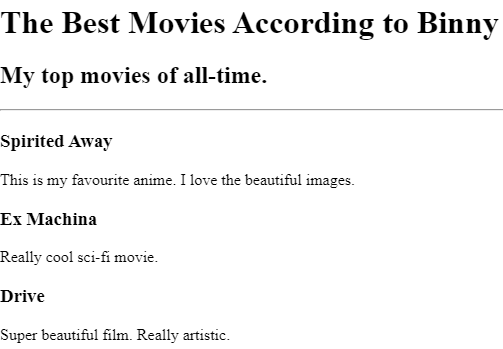 The Best Movies According to Binny
My top movies of all-time.
Spirited Away
This is my favourite anime. I love the beautiful images.
Ex Machina
Really cool sci-fi movie.
Drive
Super beautiful film. Really artistic.